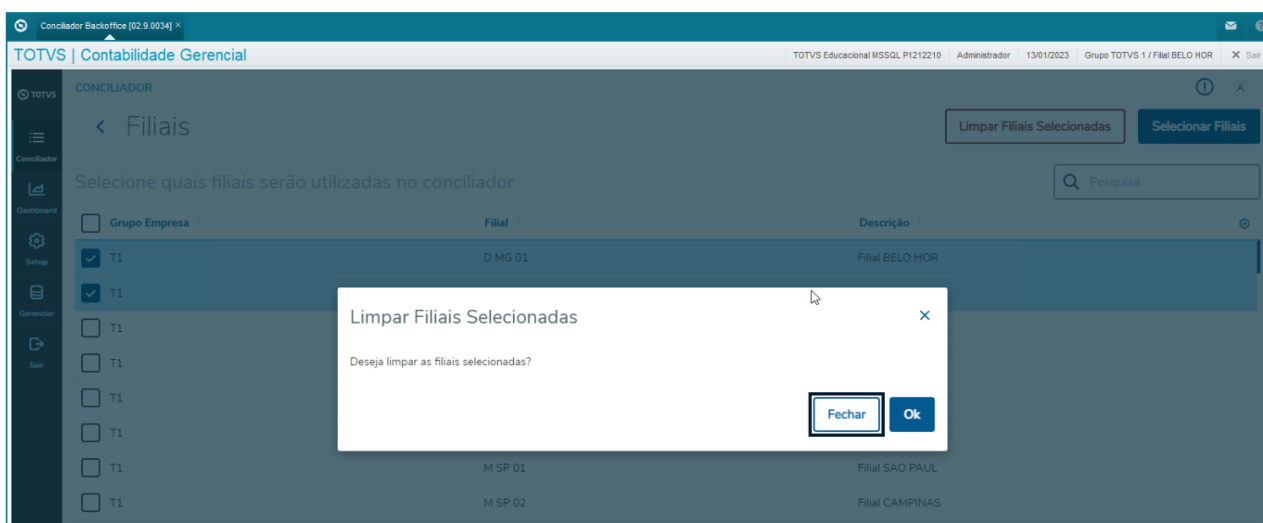 Conciliador Backoffice [02.9.0034] ×
TOTVS | Contabilidade Gerencial
TOTVS Educacional MSSQL P1212210 Administrador 13/01/2023 Grupo TOTVS 1 / Filial BELO HOR X Sair
TOTVS CONCILIADOR
Filiais
Limpar Filiais Selecionadas Selecionar Filiais
Conciliador
Selecione quais filiais serão utilizadas no conciliador
Pesquisa
Dashboard
Grupo Empresa Filial Descrição
Setup
T1 D MG 01 Filial BELO HOR
T1
Gerenciar
Limpar Filiais Selecionadas
T1
Deseja limpar as filiais selecionadas?
Sair
T1
T1
Fechar Ok
T1
T1 M SP 01 Filial SAO PAUL
T1 M SP 02 Filial CAMPINAS